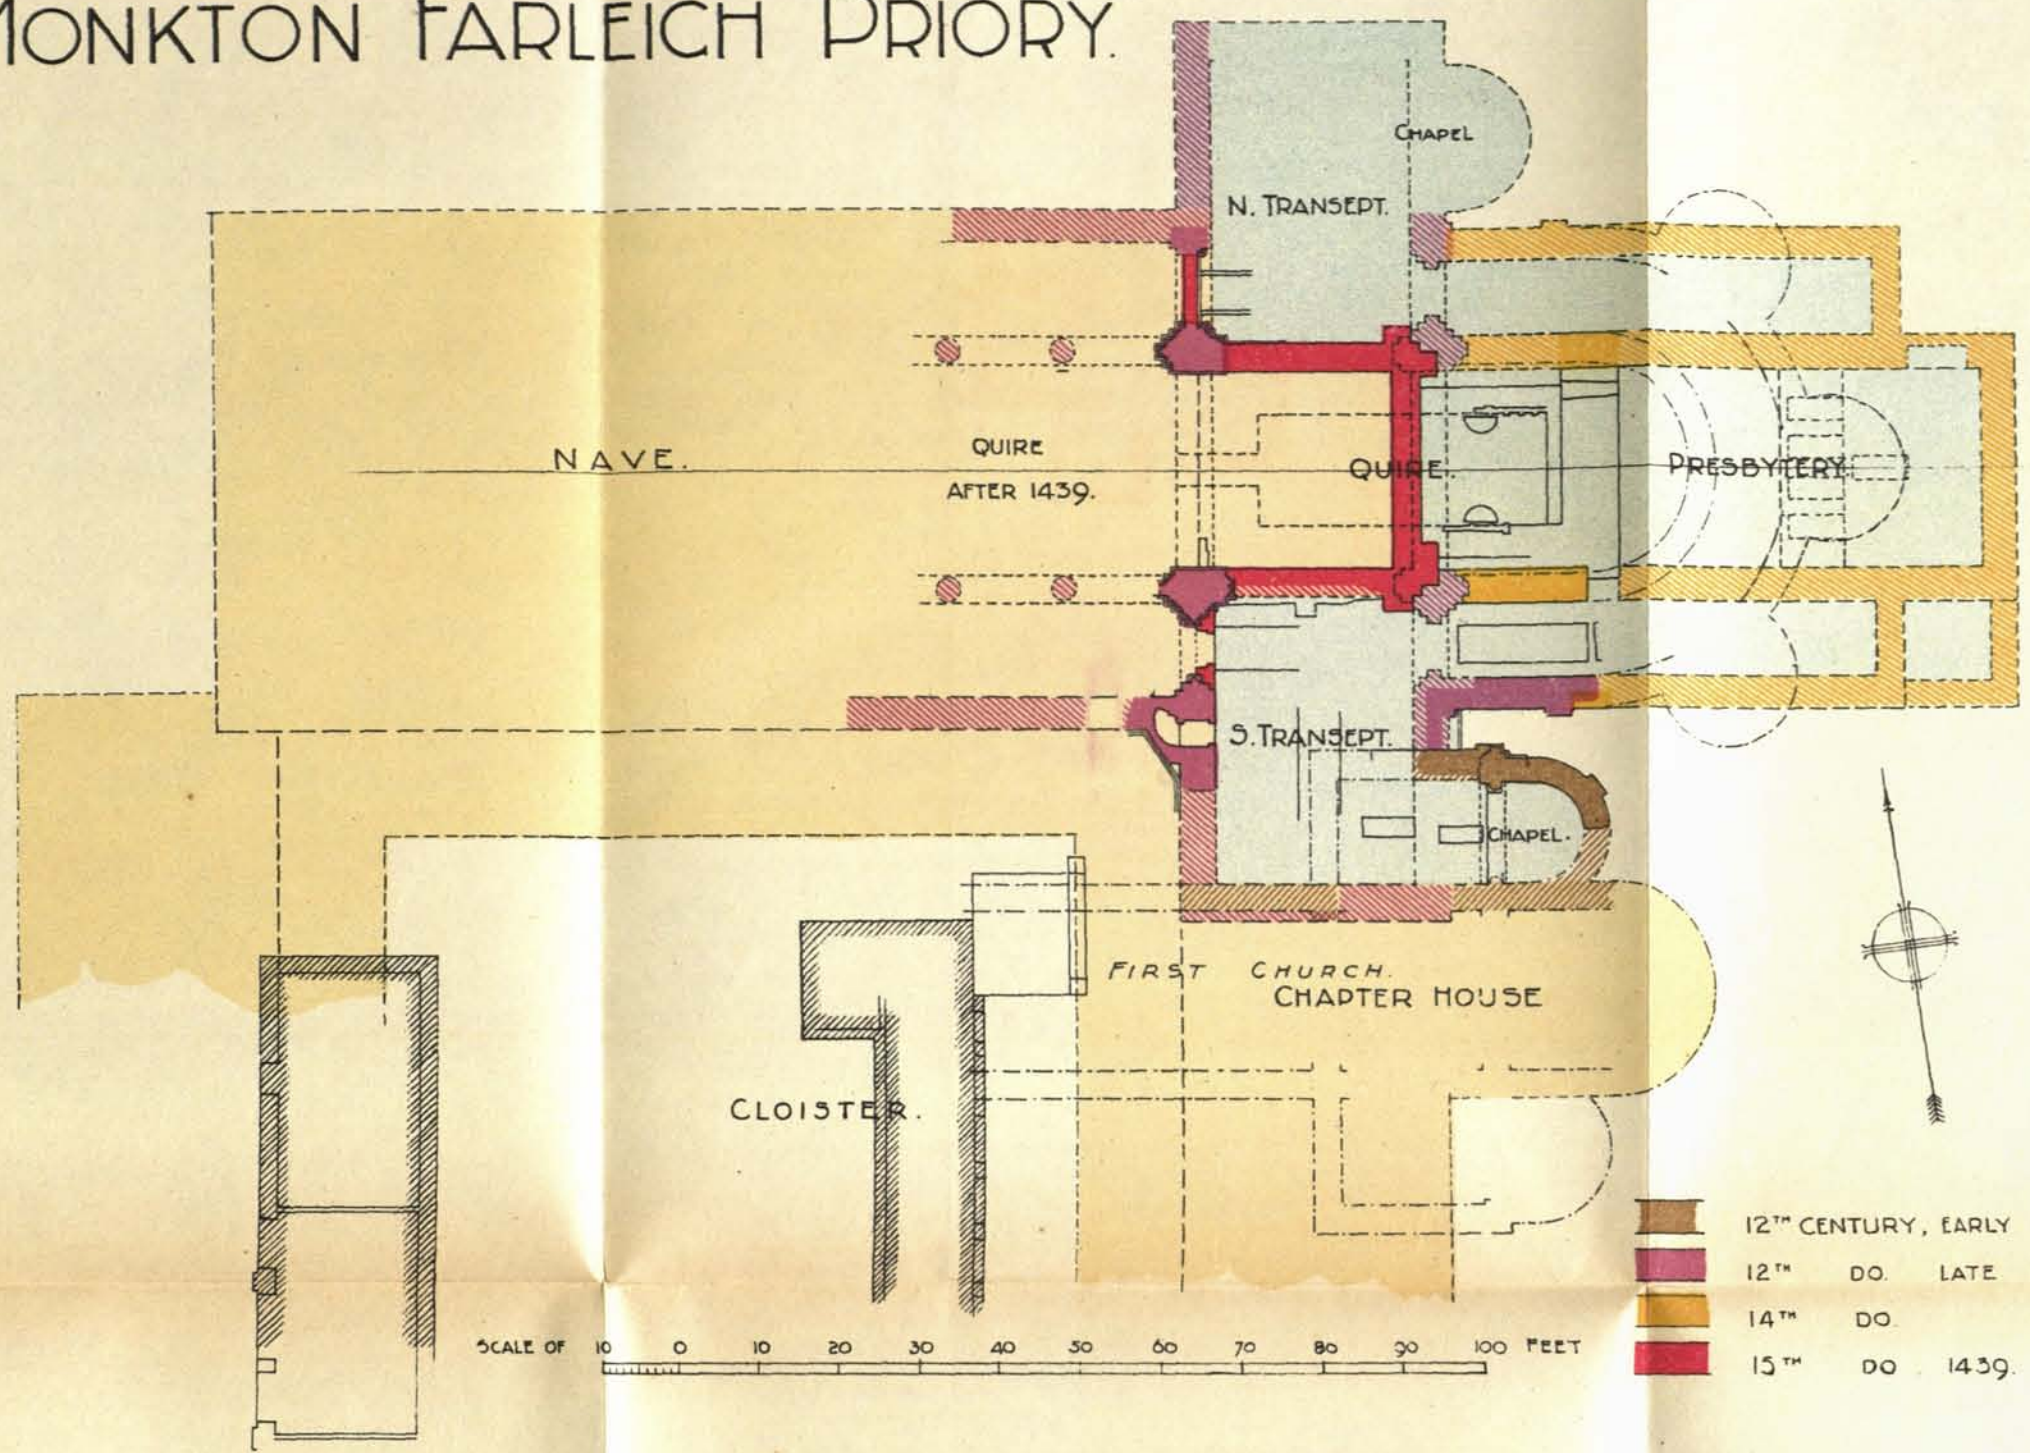 MONKTON FARLEIGH PRIORY.
CHAPEL
N. TRANSEPT.
NAVE.
QUIRE
AFTER 1439.
QUIRE.
PRESBYTERY
S. TRANSEPT.
CHAPEL.
FIRST CHURCH.
CHAPTER HOUSE
CLOISTER.
12TH CENTURY, EARLY
12TH DO. LATE
14TH DO.
15TH DO. 1439.
SCALE OF 10 0 10 20 30 40 50 60 70 80 90 100 FEET